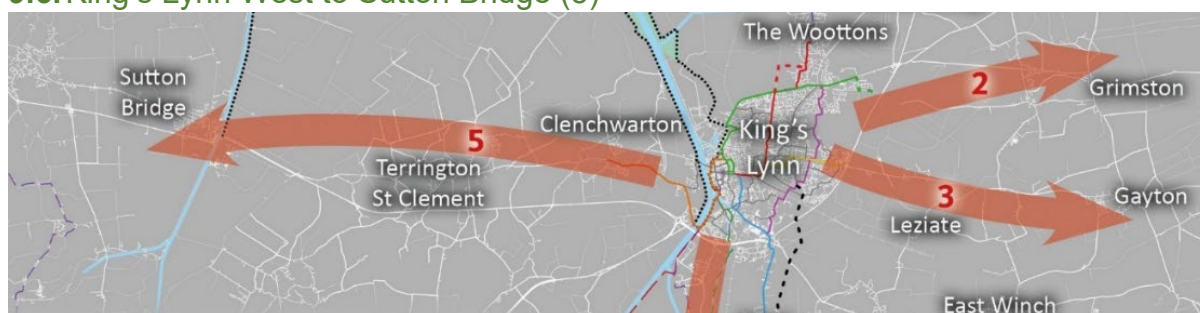 King's Lynn West to Sutton Bridge (5)
The Woottons
Sutton
Bridge
2
Grimston
Clenchwarton
King's
Lynn
5
Terrington
St Clement
3
Gayton
Leziate
East Winch